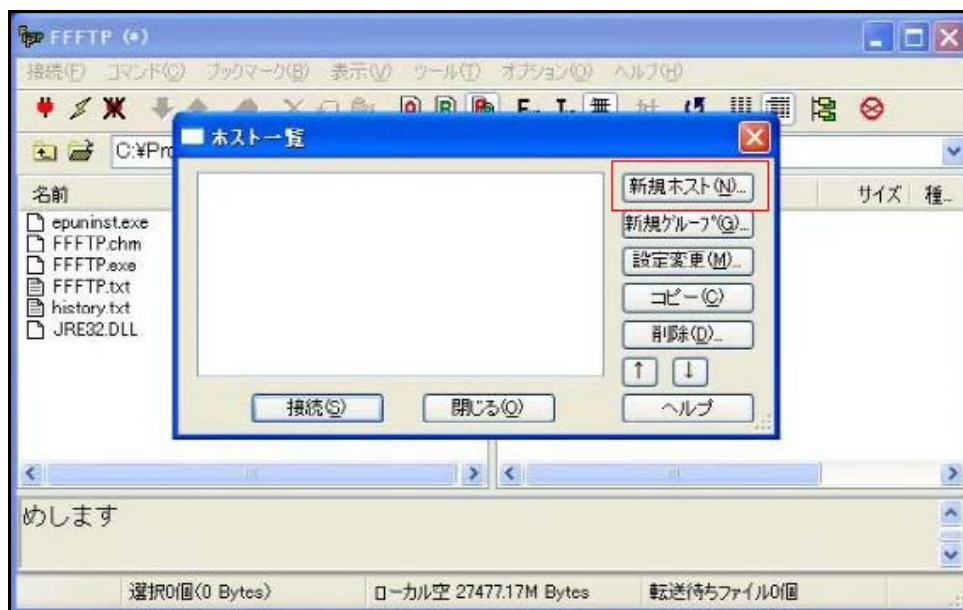 FFFTP (*)
接続(F) コマンド(C) ブックマーク(B) 表示(V) ツール(T) オプション(O) ヘルプ(H)
ホスト一覧
C:¥Pr
新規ホスト(N)...
名前
サイズ 種...
新規グループ(G)...
epuninst.exe
FFFTP.chm
設定変更(M)...
FFFTP.exe
FFFTP.txt
コピー(C)
history.txt
JRE32.DLL
削除(D)...
↑ ↓
接続(S) 閉じる(O) ヘルプ
めします
選択0個(0 Bytes) ローカル空 27477.17M Bytes 転送待ちファイル0個